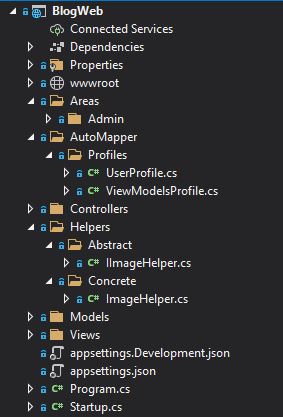 BlogWeb
Connected Services
Dependencies
Properties
wwwroot
Areas
Admin
AutoMapper
Profiles
C# UserProfile.cs
C# ViewModelsProfile.cs
Controllers
Helpers
Abstract
C# IImageHelper.cs
Concrete
C# ImageHelper.cs
Models
Views
appsettings.Development.json
appsettings.json
C# Program.cs
C# Startup.cs